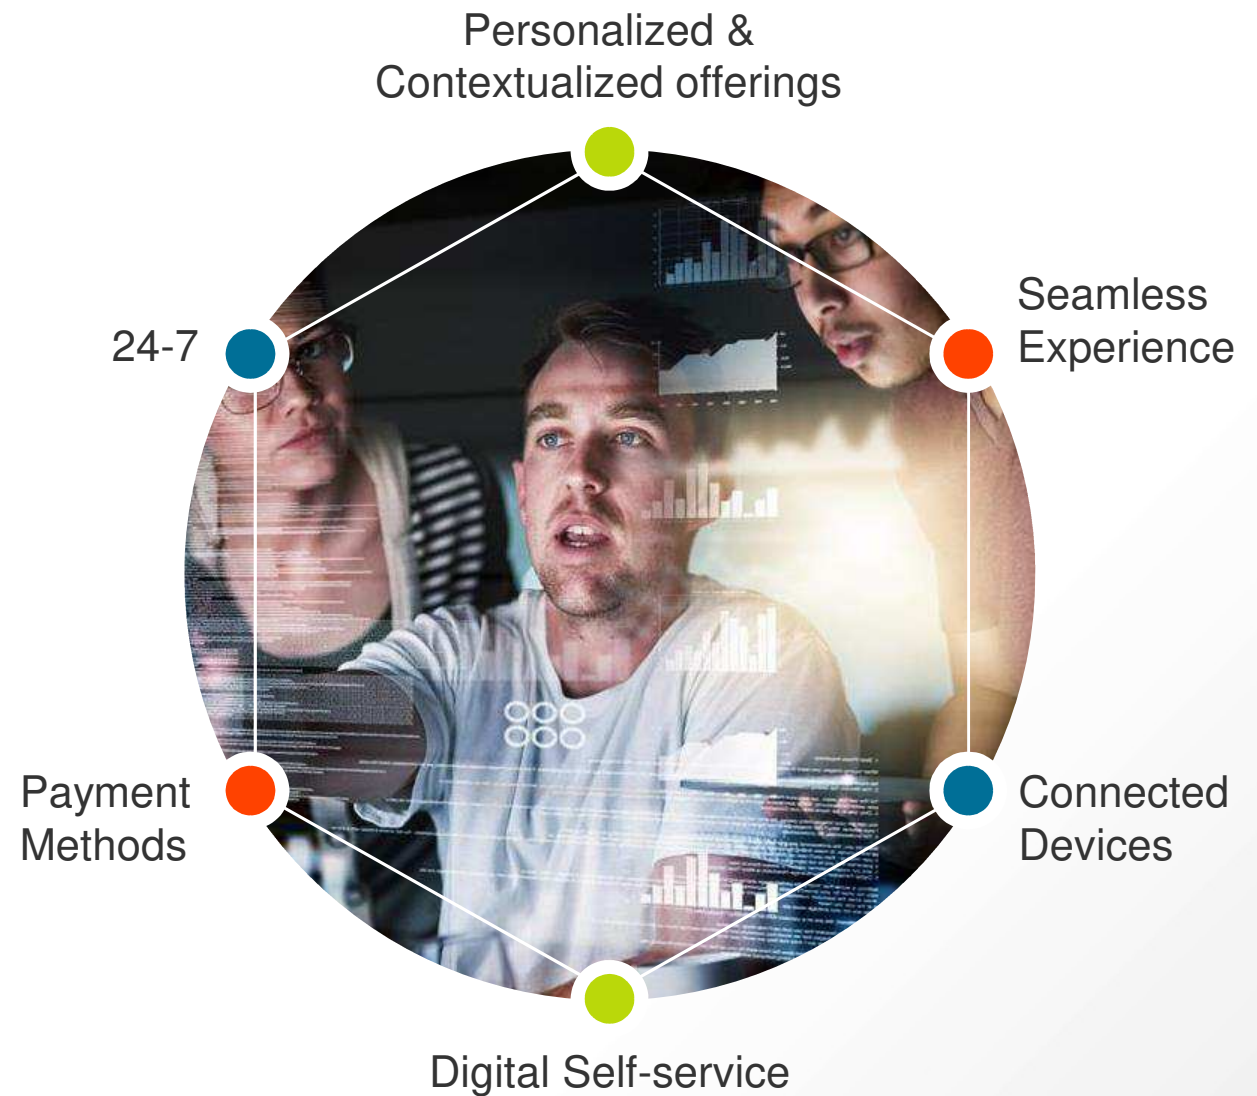 Personalized &
Contextualized offerings
Seamless
Experience
24-7
Payment
Methods
Connected
Devices
Digital Self-service